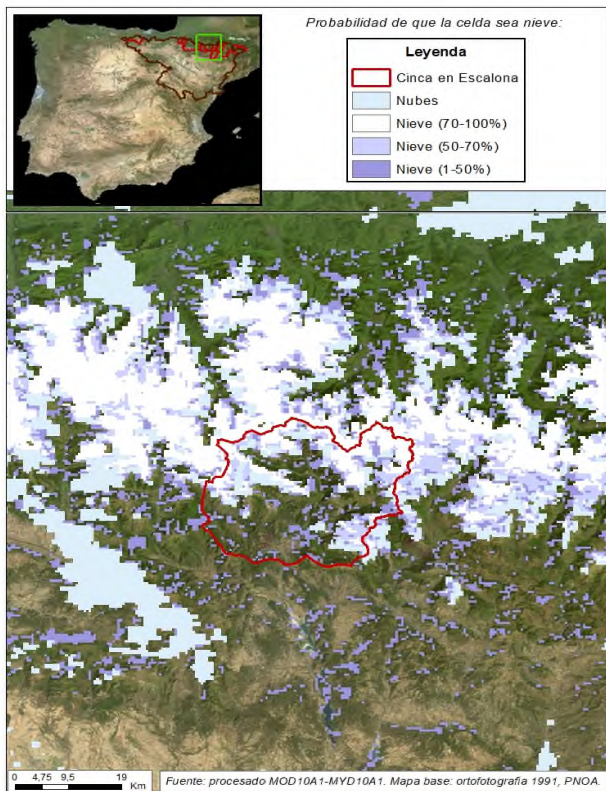 Probabilidad de que la celda sea nieve:
Leyenda
Cinca en Escalona
Nubes
Nieve (70-100%)
Nieve (50-70%)
Nieve (1-50%)
0 4,75 9,5 19
Km
Fuente: procesado MOD10A1-MYD10A1. Mapa base: ortofotografía 1991, PNOA.